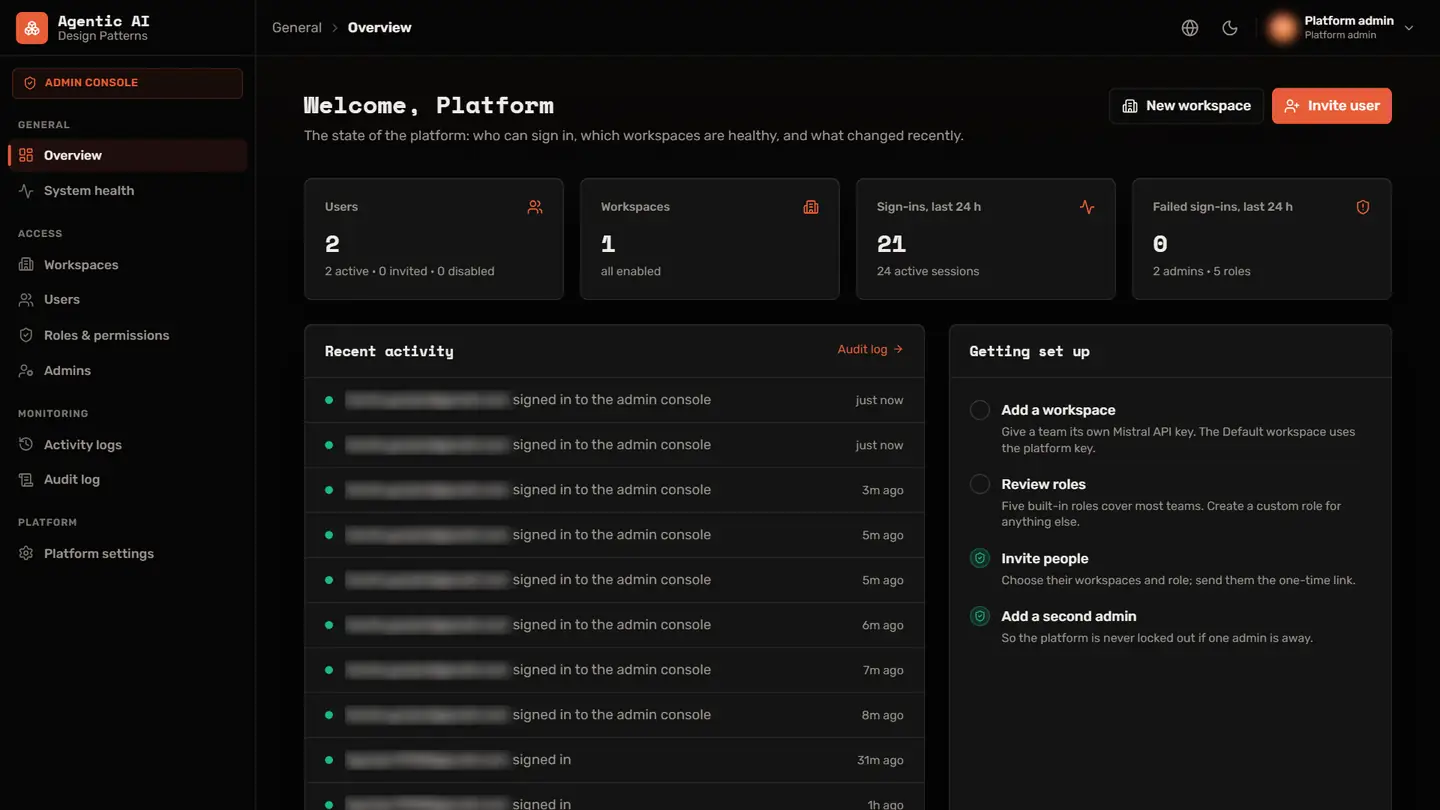 Agentic AI
Design Patterns
General > Overview
Platform admin
Platform admin
ADMIN CONSOLE
GENERAL
Overview
System health
ACCESS
Workspaces
Users
Roles & permissions
Admins
MONITORING
Activity logs
Audit log
PLATFORM
Platform settings
Welcome, Platform
The state of the platform: who can sign in, which workspaces are healthy, and what changed recently.
New workspace
Invite user
Users
2
2 active • 0 invited • 0 disabled
Workspaces
1
all enabled
Sign-ins, last 24 h
21
24 active sessions
Failed sign-ins, last 24 h
0
2 admins • 5 roles
Recent activity
Audit log →
signed in to the admin console just now
signed in to the admin console just now
signed in to the admin console 3m ago
signed in to the admin console 5m ago
signed in to the admin console 5m ago
signed in to the admin console 6m ago
signed in to the admin console 7m ago
signed in to the admin console 8m ago
signed in 31m ago
signed in 1h ago
Getting set up
Add a workspace
Give a team its own Mistral API key. The Default workspace uses
the platform key.
Review roles
Five built-in roles cover most teams. Create a custom role for
anything else.
Invite people
Choose their workspaces and role; send them the one-time link.
Add a second admin
So the platform is never locked out if one admin is away.